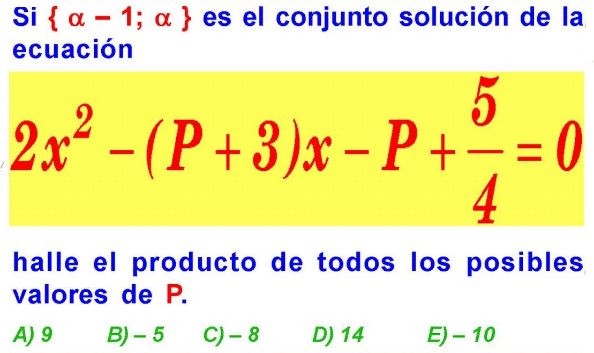 Si { α – 1; α } es el conjunto solución de la
ecuación
2x² – (P + 3)x – P + 5/4 = 0
halle el producto de todos los posibles
valores de P.
A) 9 B) – 5 C) – 8 D) 14 E) – 10